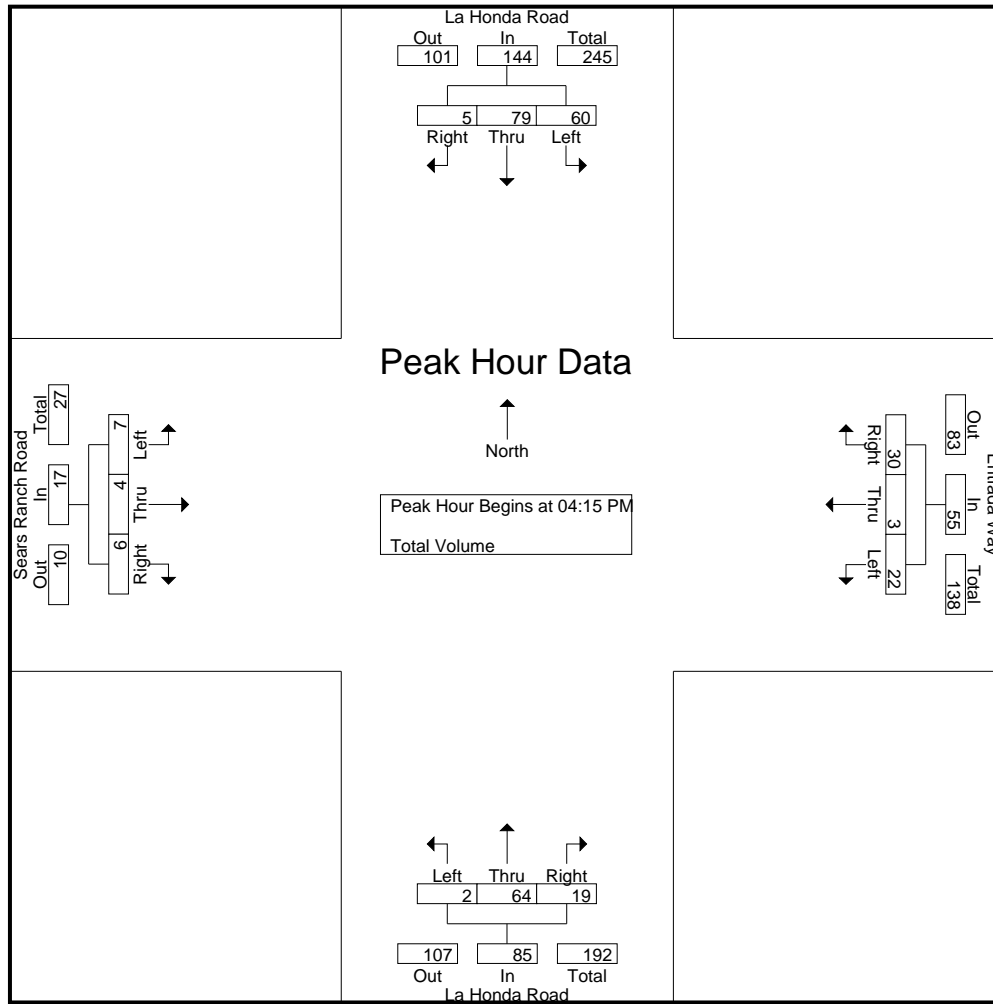 La Honda Road
Out In Total
101 144 245
5 79 60
Right Thru Left
Peak Hour Data
North
Peak Hour Begins at 04:15 PM
Total Volume
Sears Ranch Road
Out In Total
10 17 27
6 4 7
Right Thru Left
Entrada Way
Out In Total
83 55 138
30 3 22
Right Thru Left
Left Thru Right
2 64 19
107 85 192
Out In Total
La Honda Road